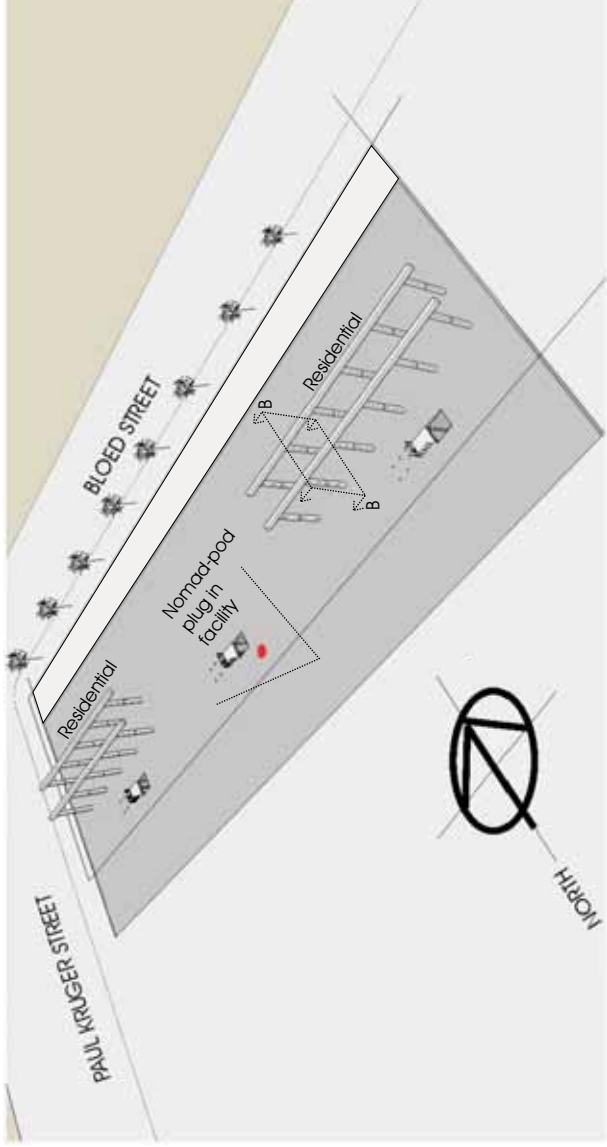 BLOED STREET
Residential
B
B
Nomad-pod
plug in
facility
Residential
PAUL KRUGER STREET
NORTH